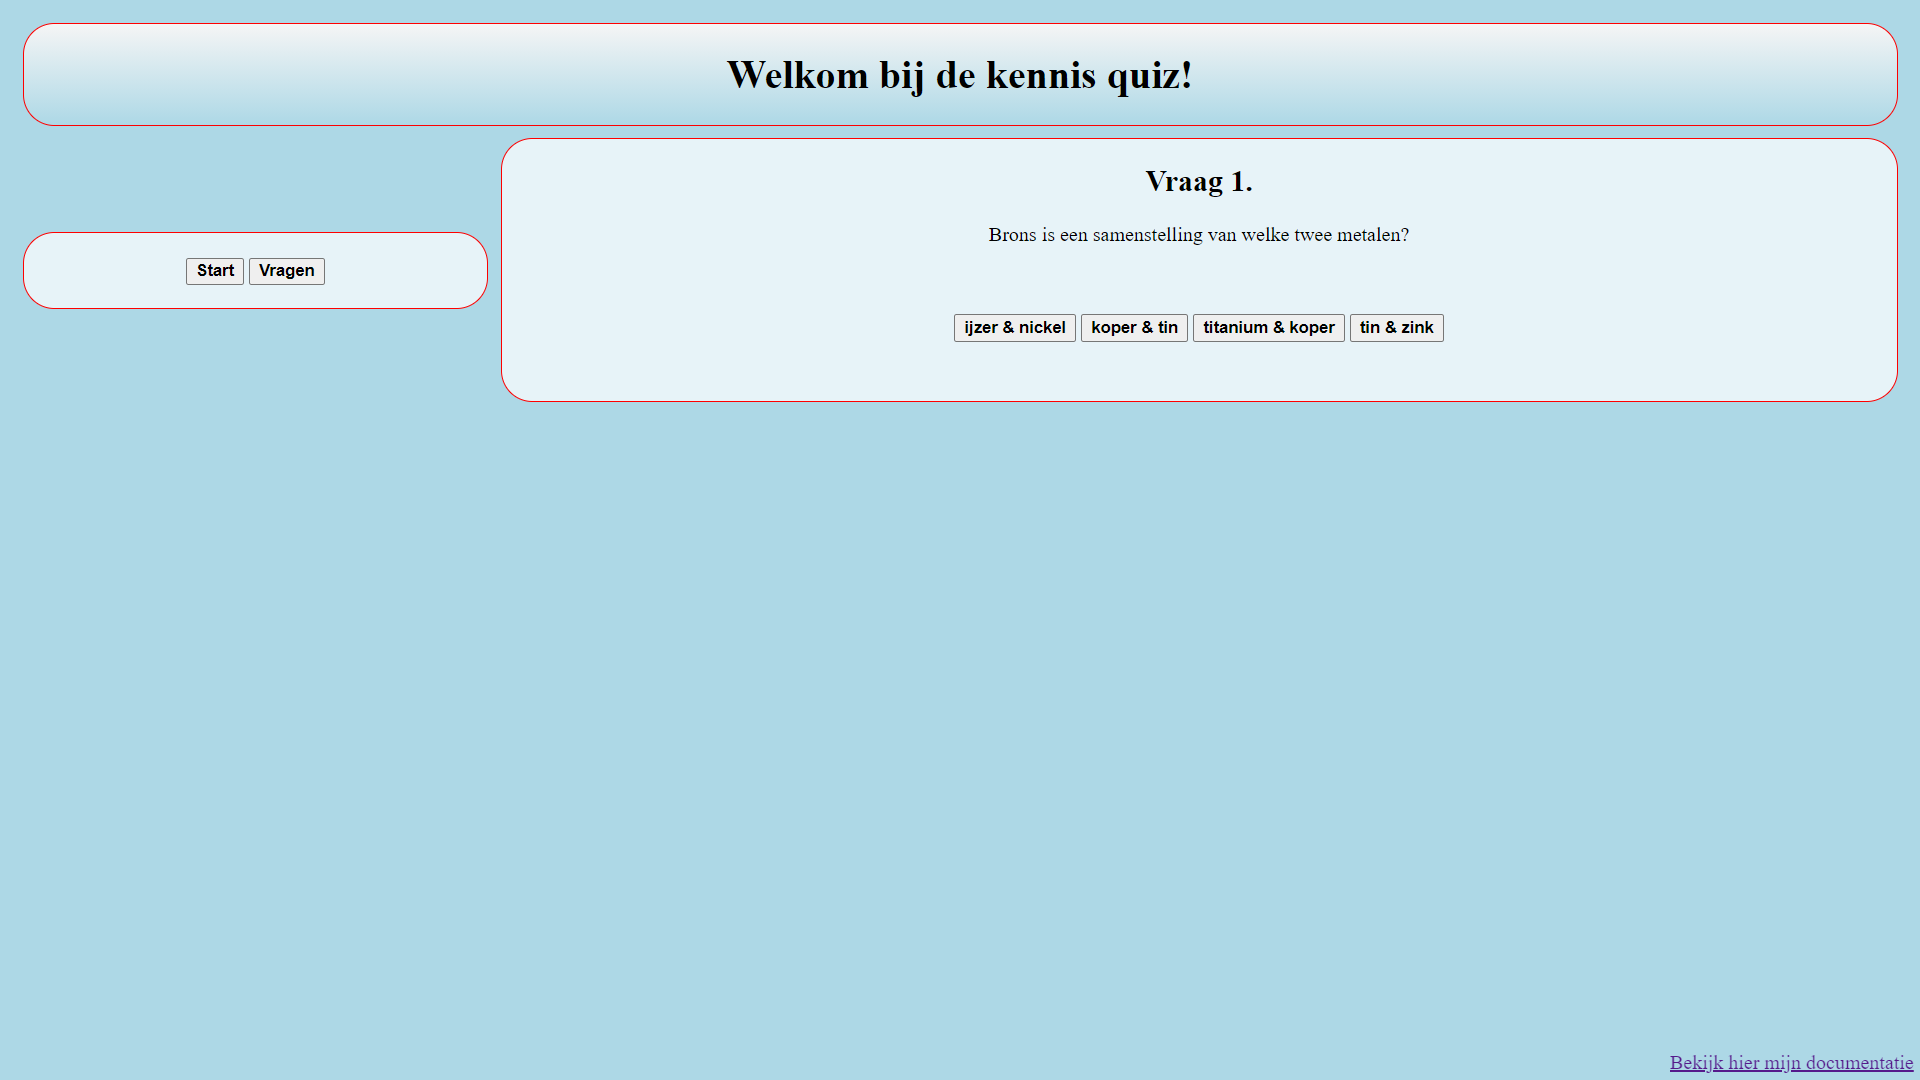 Welkom bij de kennis quiz!
Start Vragen
Vraag 1.
Brons is een samenstelling van welke twee metalen?
ijzer & nickel koper & tin titanium & koper tin & zink
Bekijk hier mijn documentatie